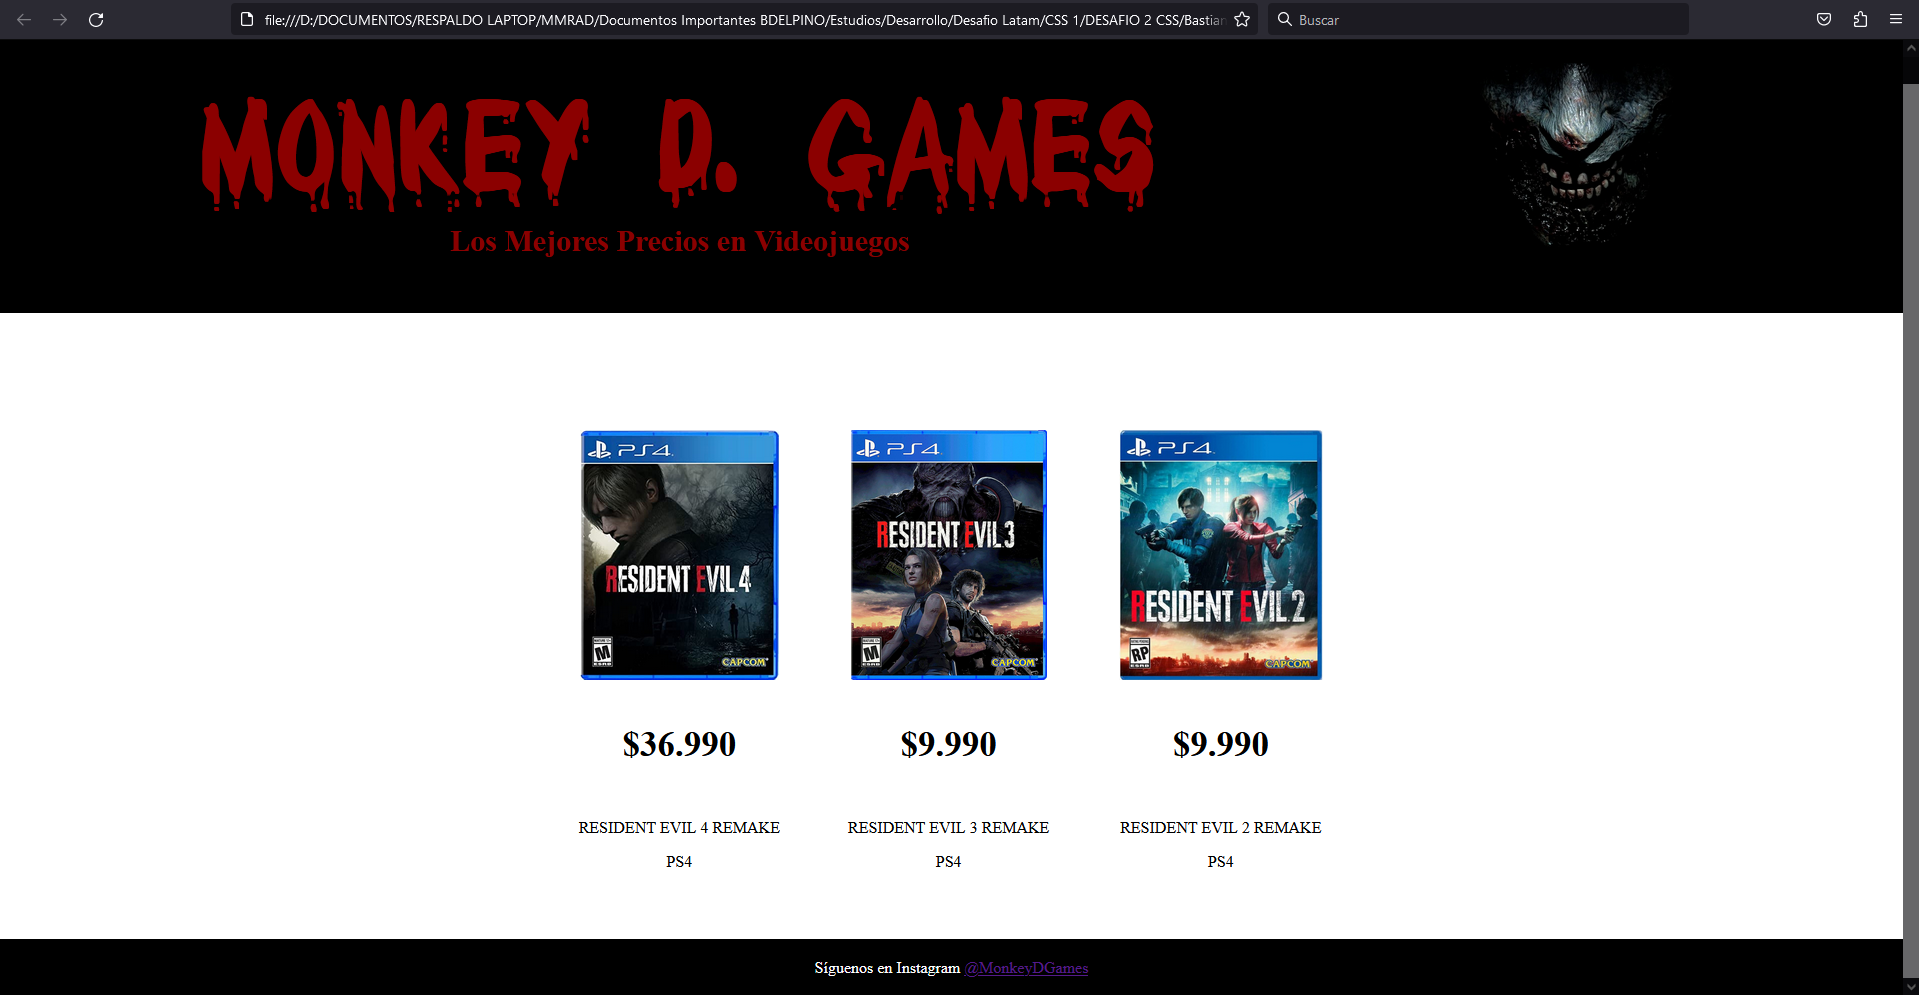 file:///D:/DOCUMENTOS/RESPALDO LAPTOP/MMRAD/Documentos Importantes BDELPINO/Estudios/Desarrollo/Desafio Latam/CSS 1/DESAFIO 2 CSS/Bastian
Buscar
MONKEY D. GAMES
Los Mejores Precios en Videojuegos
PS4
RESIDENT EVIL 4
M
CAPCOM
PS4
RESIDENT EVIL 3
M
CAPCOM
PS4
RESIDENT EVIL 2
RP
CAPCOM
$36.990
$9.990
$9.990
RESIDENT EVIL 4 REMAKE
PS4
RESIDENT EVIL 3 REMAKE
PS4
RESIDENT EVIL 2 REMAKE
PS4
Síguenos en Instagram @MonkeyDGames